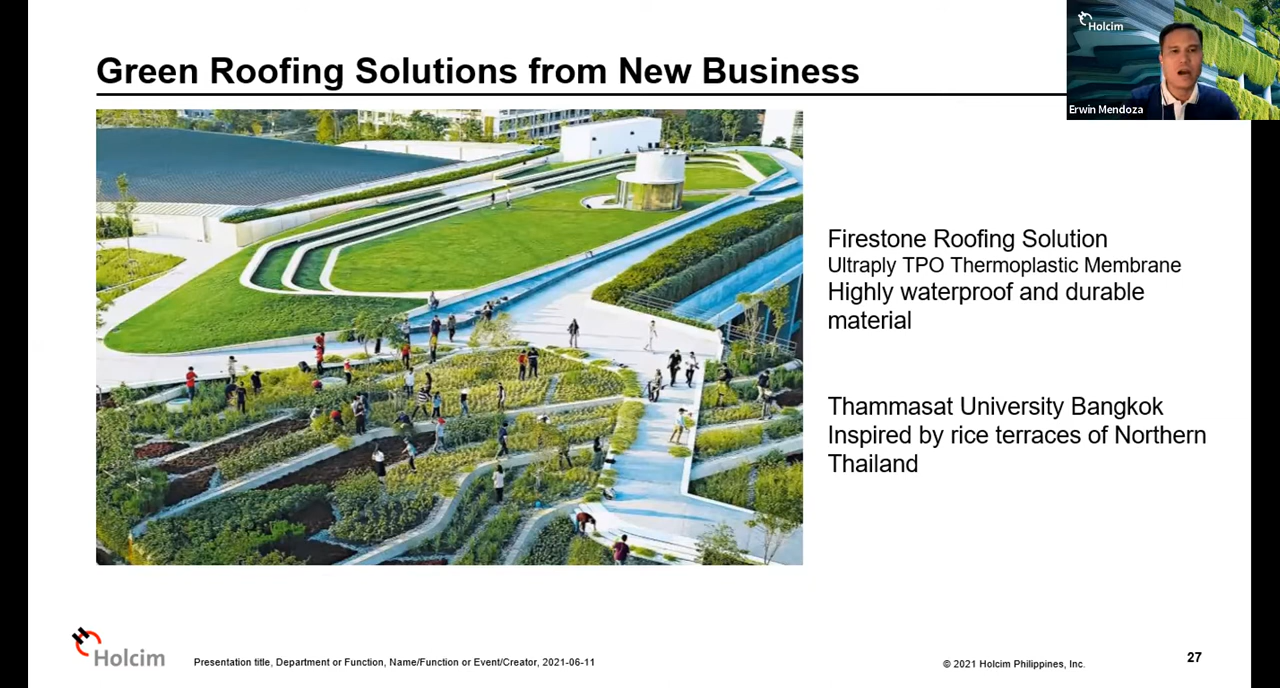 Green Roofing Solutions from New Business
Holcim
Erwin Mendoza
Firestone Roofing Solution
Ultraply TPO Thermoplastic Membrane
Highly waterproof and durable
material
Thammasat University Bangkok
Inspired by rice terraces of Northern
Thailand
Holcim
Presentation title, Department or Function, Name/Function or Event/Creator, 2021-06-11
© 2021 Holcim Philippines, Inc.
27